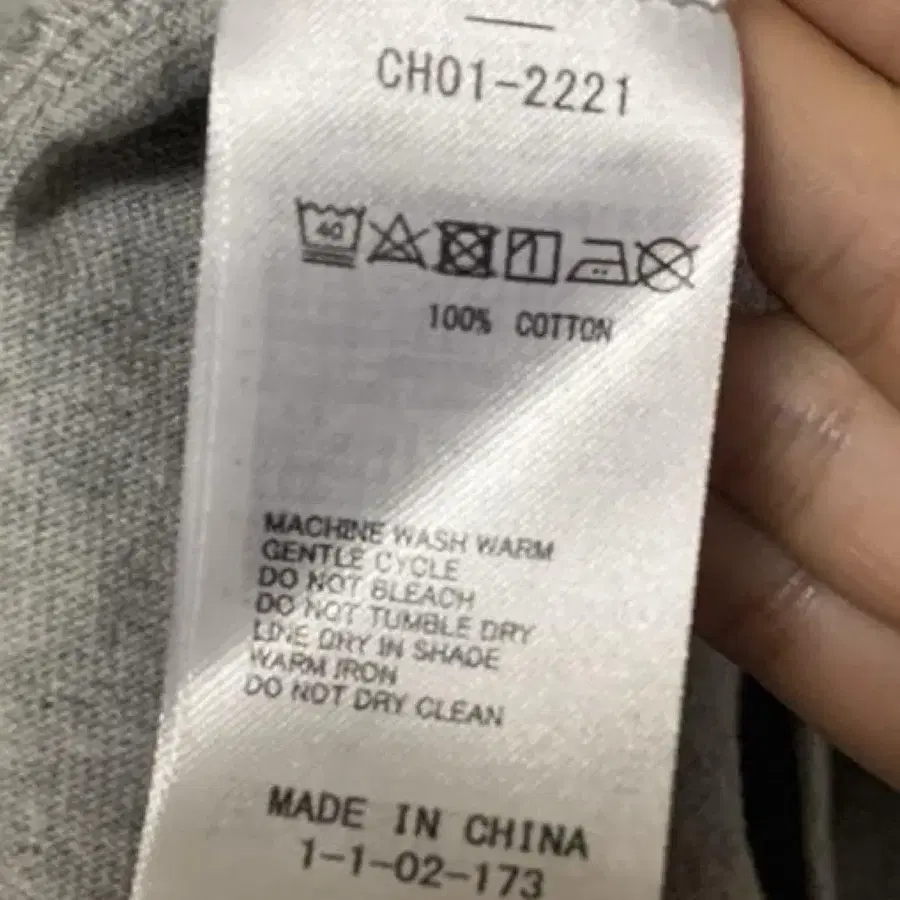 CH01-2221
40
100% COTTON
MACHINE WASH WARM
GENTLE CYCLE
DO NOT BLEACH
DO NOT TUMBLE DRY
LINE DRY IN SHADE
WARM IRON
DO NOT DRY CLEAN
MADE IN CHINA
1-1-02-173